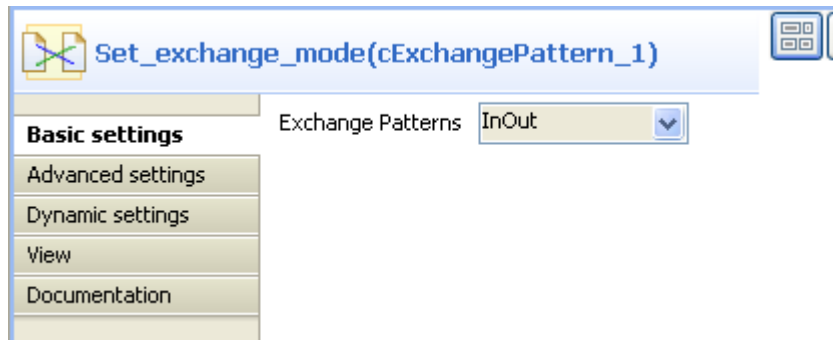 Set_exchange_mode(cExchangePattern_1)
Basic settings
Exchange Patterns InOut
Advanced settings
Dynamic settings
View
Documentation